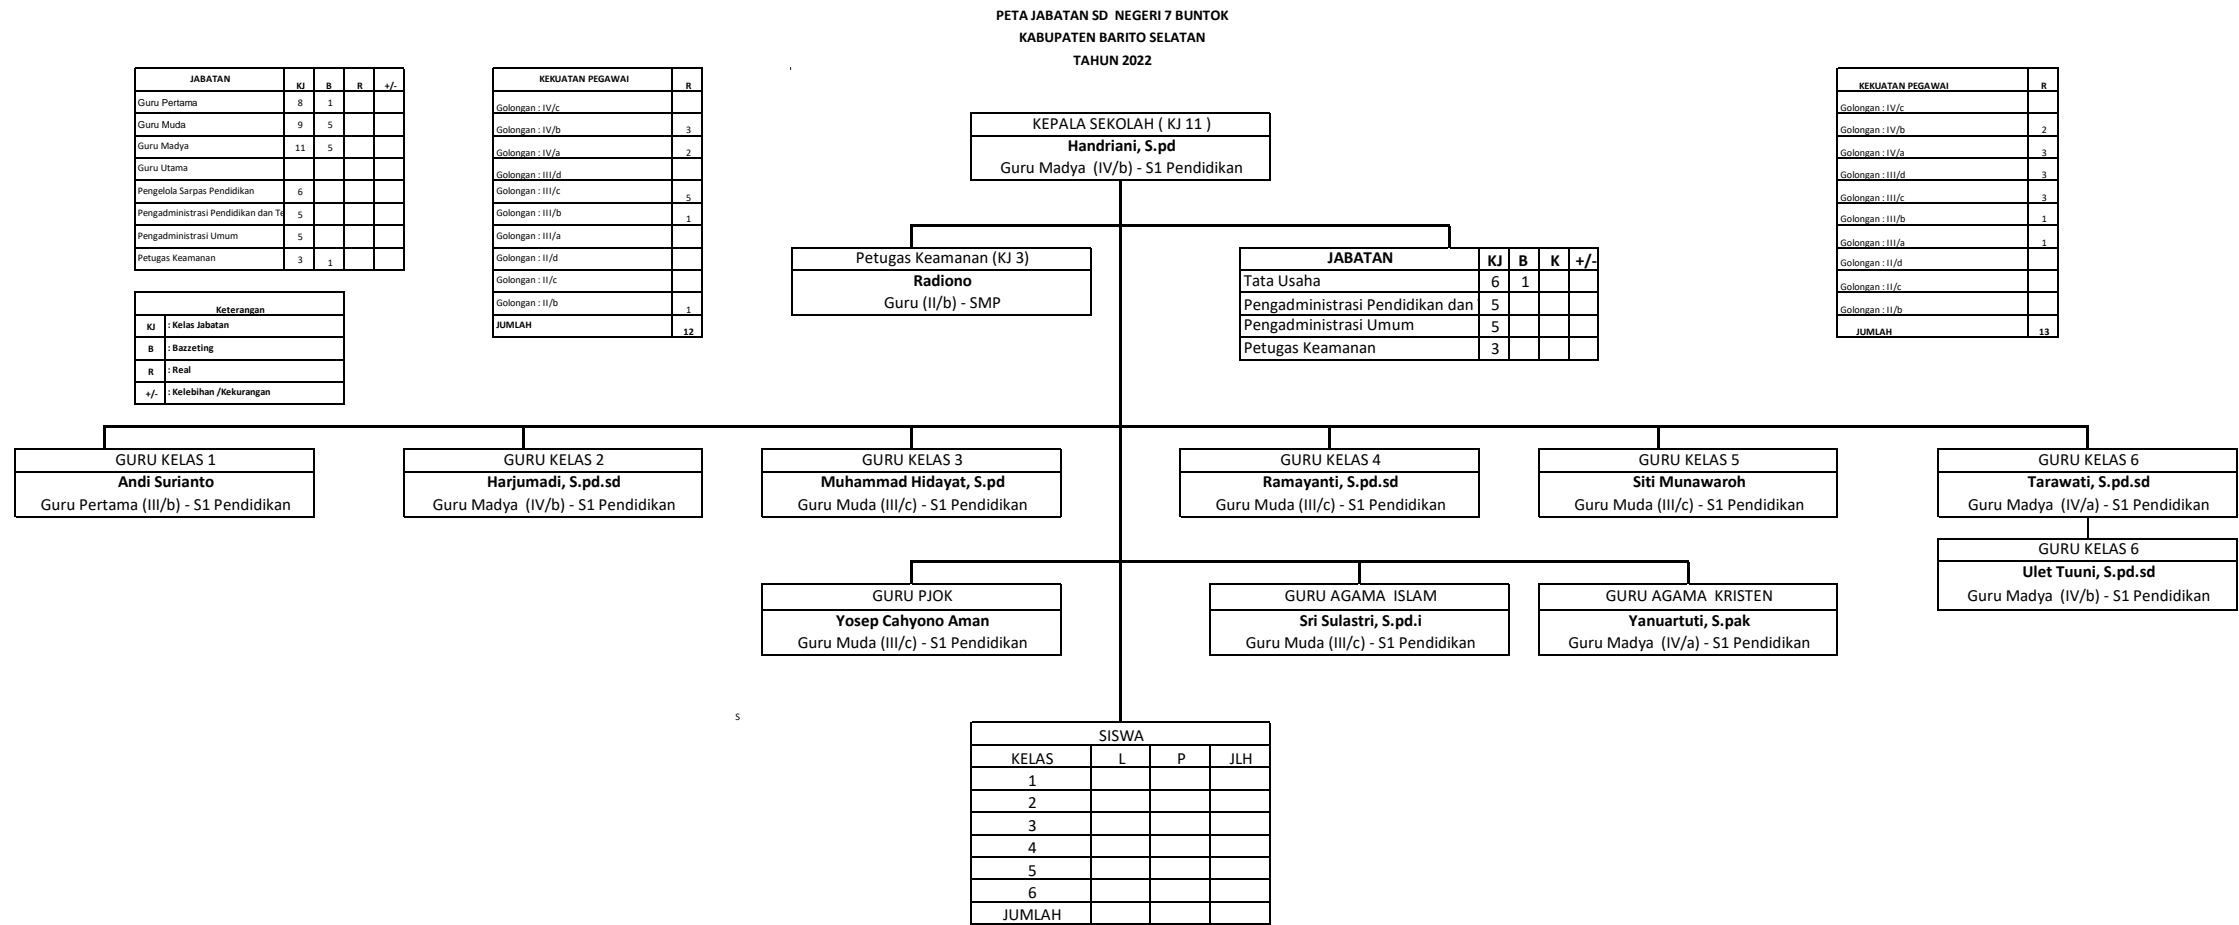 PETA JABATAN SD  NEGERI 7 BUNTOK
KABUPATEN BARITO SELATAN
TAHUN 2022
JABATAN KJ B R +/-
Guru Pertama 8 1
Guru Muda 9 5
Guru Madya 11 5
Guru Utama
Pengelola Sarpas Pendidikan 6
Pengadministrasi Pendidikan dan Te 5
Pengadministrasi Umum 5
Petugas Keamanan 3 1
Keterangan
KJ : Kelas Jabatan
B : Bazzeting
R : Real
+/- : Kelebihan /Kekurangan
KEKUATAN PEGAWAI R
Golongan : IV/c
Golongan : IV/b 3
Golongan : IV/a 2
Golongan : III/d
Golongan : III/c 5
Golongan : III/b 1
Golongan : III/a
Golongan : II/d
Golongan : II/c
Golongan : II/b 1
JUMLAH 12
KEPALA SEKOLAH ( KJ 11 )
Handriani, S.pd
Guru Madya  (IV/b) - S1 Pendidikan
Petugas Keamanan (KJ 3)
Radiono
Guru (II/b) - SMP
JABATAN KJ B K +/-
Tata Usaha 6 1
Pengadministrasi Pendidikan dan 5
Pengadministrasi Umum 5
Petugas Keamanan 3
KEKUATAN PEGAWAI R
Golongan : IV/c
Golongan : IV/b 2
Golongan : IV/a 3
Golongan : III/d 3
Golongan : III/c 3
Golongan : III/b 1
Golongan : III/a 1
Golongan : II/d
Golongan : II/c
Golongan : II/b
JUMLAH 13
GURU KELAS 1
Andi Surianto
Guru Pertama (III/b) - S1 Pendidikan
GURU KELAS 2
Harjumadi, S.pd.sd
Guru Madya  (IV/b) - S1 Pendidikan
GURU KELAS 3
Muhammad Hidayat, S.pd
Guru Muda (III/c) - S1 Pendidikan
GURU KELAS 4
Ramayanti, S.pd.sd
Guru Muda (III/c) - S1 Pendidikan
GURU KELAS 5
Siti Munawaroh
Guru Muda (III/c) - S1 Pendidikan
GURU KELAS 6
Tarawati, S.pd.sd
Guru Madya  (IV/a) - S1 Pendidikan
GURU KELAS 6
Ulet Tuuni, S.pd.sd
Guru Madya  (IV/b) - S1 Pendidikan
GURU PJOK
Yosep Cahyono Aman
Guru Muda (III/c) - S1 Pendidikan
GURU AGAMA  ISLAM
Sri Sulastri, S.pd.i
Guru Muda (III/c) - S1 Pendidikan
GURU AGAMA  KRISTEN
Yanuartuti, S.pak
Guru Madya  (IV/a) - S1 Pendidikan
S
SISWA
KELAS L P JLH
1
2
3
4
5
6
JUMLAH